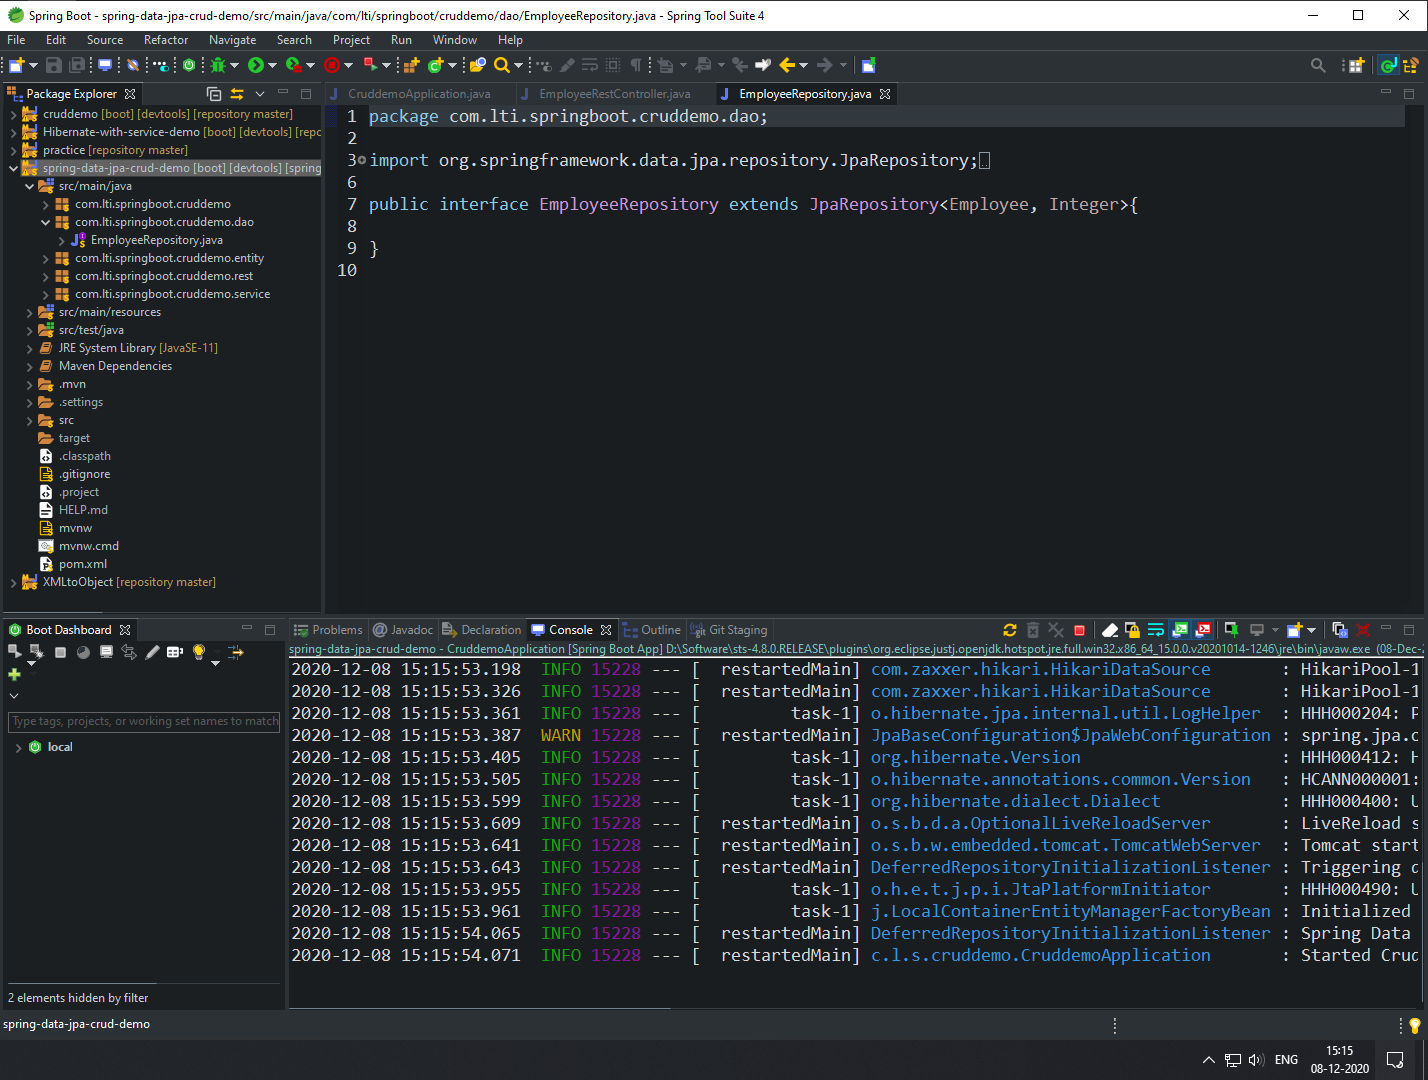 Spring Boot - spring-data-jpa-crud-demo/src/main/java/com/lti/springboot/cruddemo/dao/EmployeeRepository.java - Spring Tool Suite 4
File Edit Source Refactor Navigate Search Project Run Window Help
Package Explorer
cruddemo [boot] [devtools] [repository master]
Hibernate-with-service-demo [boot] [devtools] [repo
practice [repository master]
spring-data-jpa-crud-demo [boot] [devtools] [spring
src/main/java
com.lti.springboot.cruddemo
com.lti.springboot.cruddemo.dao
EmployeeRepository.java
com.lti.springboot.cruddemo.entity
com.lti.springboot.cruddemo.rest
com.lti.springboot.cruddemo.service
src/main/resources
src/test/java
JRE System Library [JavaSE-11]
Maven Dependencies
.mvn
.settings
src
target
.classpath
.gitignore
.project
HELP.md
mvnw
mvnw.cmd
pom.xml
XMLtoObject [repository master]
CruddemoApplication.java EmployeeRestController.java EmployeeRepository.java
1 package com.lti.springboot.cruddemo.dao;
2
3 import org.springframework.data.jpa.repository.JpaRepository;
6
7 public interface EmployeeRepository extends JpaRepository<Employee, Integer>{
8
9 }
10
Boot Dashboard
Type tags, projects, or working set names to match
local
2 elements hidden by filter
Problems Javadoc Declaration Console Outline Git Staging
spring-data-jpa-crud-demo - CruddemoApplication [Spring Boot App] D:\Software\sts-4.8.0.RELEASE\plugins\org.eclipse.justj.openjdk.hotspot.jre.full.win32.x86_64_15.0.0.v20201014-1246\jre\bin\javaw.exe (08-Dec-2
2020-12-08 15:15:53.198 INFO 15228 --- [ restartedMain] com.zaxxer.hikari.HikariDataSource : HikariPool-1
2020-12-08 15:15:53.326 INFO 15228 --- [ restartedMain] com.zaxxer.hikari.HikariDataSource : HikariPool-1
2020-12-08 15:15:53.361 INFO 15228 --- [ task-1] o.hibernate.jpa.internal.util.LogHelper : HHH000204: P
2020-12-08 15:15:53.387 WARN 15228 --- [ restartedMain] JpaBaseConfiguration$JpaWebConfiguration : spring.jpa.o
2020-12-08 15:15:53.405 INFO 15228 --- [ task-1] org.hibernate.Version : HHH000412: H
2020-12-08 15:15:53.505 INFO 15228 --- [ task-1] o.hibernate.annotations.common.Version : HCANN000001:
2020-12-08 15:15:53.599 INFO 15228 --- [ task-1] org.hibernate.dialect.Dialect : HHH000400: U
2020-12-08 15:15:53.609 INFO 15228 --- [ restartedMain] o.s.b.d.a.OptionalLiveReloadServer : LiveReload s
2020-12-08 15:15:53.641 INFO 15228 --- [ restartedMain] o.s.b.w.embedded.tomcat.TomcatWebServer : Tomcat start
2020-12-08 15:15:53.643 INFO 15228 --- [ restartedMain] DeferredRepositoryInitializationListener : Triggering d
2020-12-08 15:15:53.955 INFO 15228 --- [ task-1] o.h.e.t.j.p.i.JtaPlatformInitiator : HHH000490: U
2020-12-08 15:15:53.961 INFO 15228 --- [ task-1] j.LocalContainerEntityManagerFactoryBean : Initialized
2020-12-08 15:15:54.065 INFO 15228 --- [ restartedMain] DeferredRepositoryInitializationListener : Spring Data
2020-12-08 15:15:54.071 INFO 15228 --- [ restartedMain] c.l.s.cruddemo.CruddemoApplication : Started Crud
spring-data-jpa-crud-demo
ENG
15:15
08-12-2020